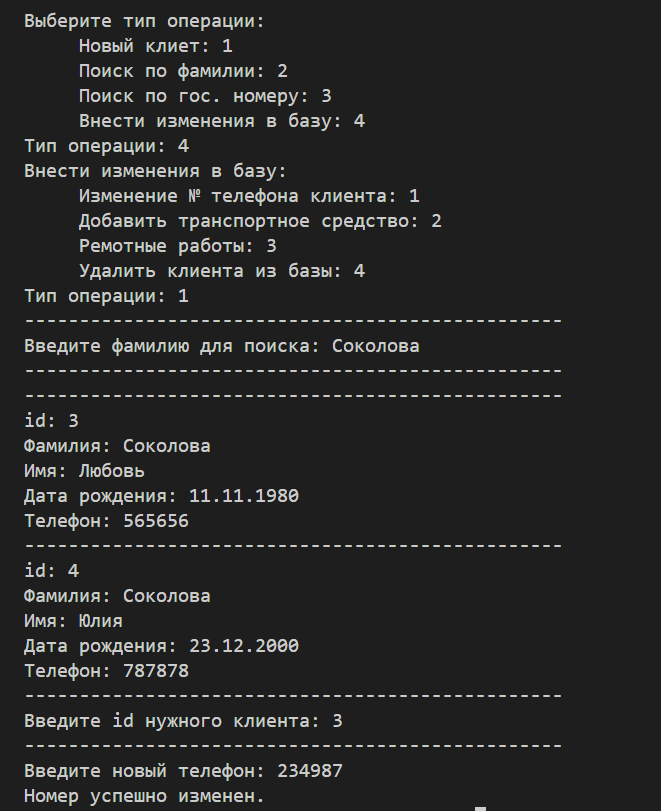 Выберите тип операции:
Новый клиет: 1
Поиск по фамилии: 2
Поиск по гос. номеру: 3
Внести изменения в базу: 4
Тип операции: 4
Внести изменения в базу:
Изменение № телефона клиента: 1
Добавить транспортное средство: 2
Ремотные работы: 3
Удалить клиента из базы: 4
Тип операции: 1
-------------------------------------------------
Введите фамилию для поиска: Соколова
-------------------------------------------------
-------------------------------------------------
id: 3
Фамилия: Соколова
Имя: Любовь
Дата рождения: 11.11.1980
Телефон: 565656
-------------------------------------------------
id: 4
Фамилия: Соколова
Имя: Юлия
Дата рождения: 23.12.2000
Телефон: 787878
-------------------------------------------------
Введите id нужного клиента: 3
-------------------------------------------------
Введите новый телефон: 234987
Номер успешно изменен.